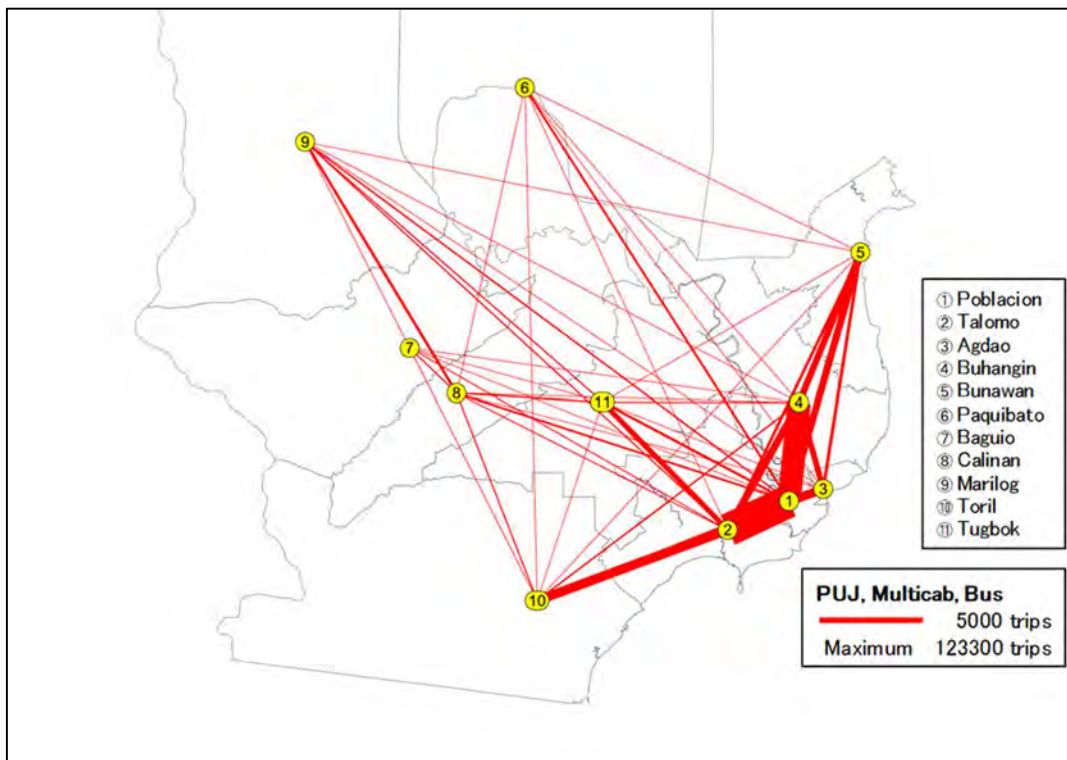 6
9
5
7
8
11
4
3
1
2
10
① Poblacion
② Talomo
③ Agdao
④ Buhangin
⑤ Bunawan
⑥ Paquibato
⑦ Baguio
⑧ Calinan
⑨ Marilog
⑩ Toril
⑪ Tugbok
PUJ, Multicab, Bus
5000 trips
Maximum 123300 trips